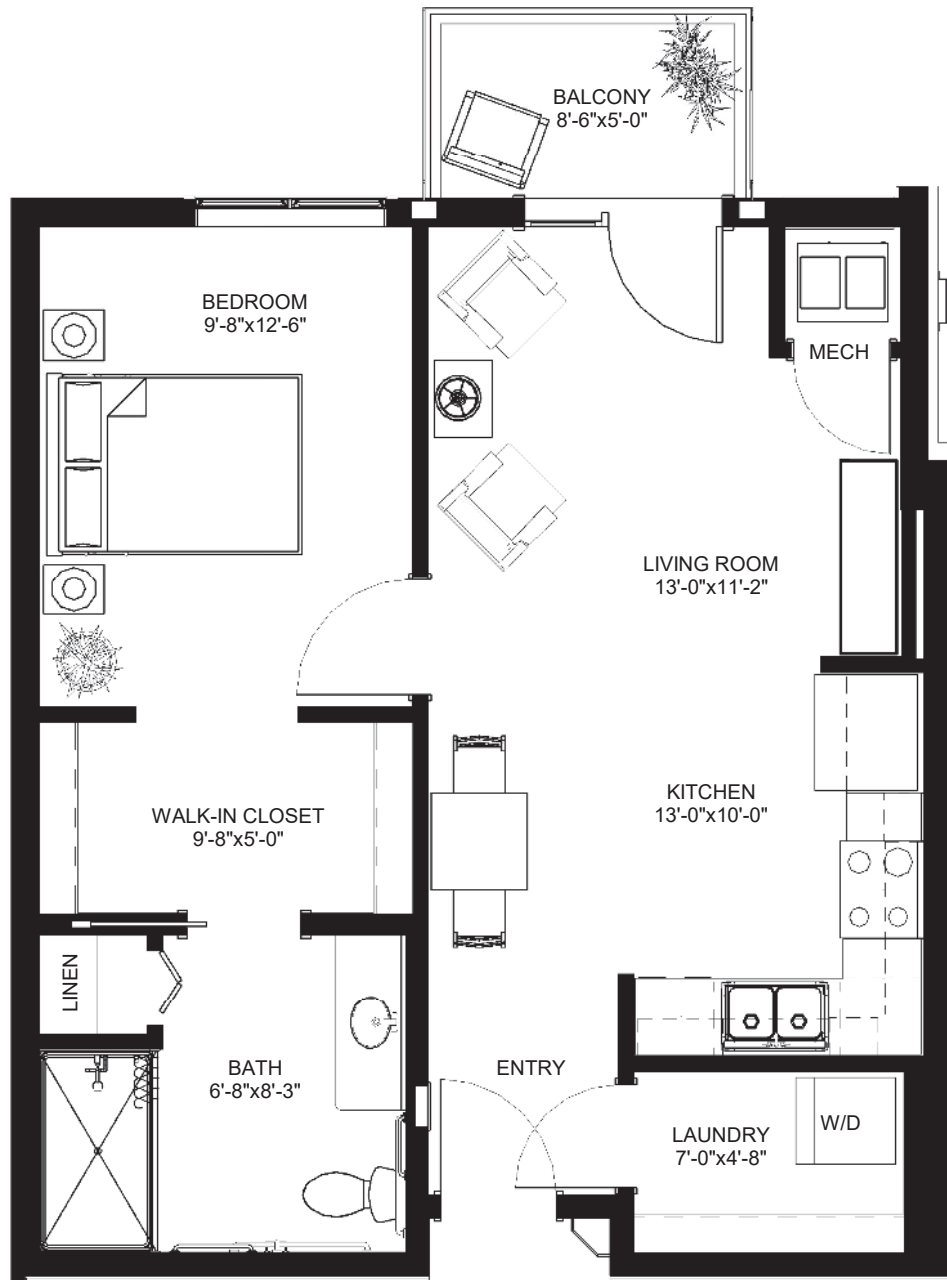 BALCONY
8'-6"x5'-0"
BEDROOM
9'-8"x12'-6"
MECH
LIVING ROOM
13'-0"x11'-2"
KITCHEN
13'-0"x10'-0"
WALK-IN CLOSET
9'-8"x5'-0"
LINEN
BATH
6'-8"x8'-3"
ENTRY
LAUNDRY
7'-0"x4'-8"
W/D